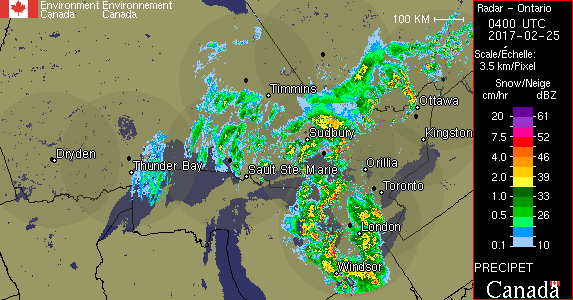 Environment Environnement
Canada Canada
Radar - Ontario
0400 UTC
2017-02-25
100 KM
Scale/Échelle:
3.5 km/Pixel
Snow/Neige
cm/hr dBZ
20 61
7.5 52
4.0 46
2.0 39
1.0 33
0.5 26
0.1 10
PRECIPET
Canada
Timmins
Ottawa
Sudbury
Kingston
Dryden
Thunder Bay
Sault Ste. Marie
Orillia
Toronto
London
Windsor